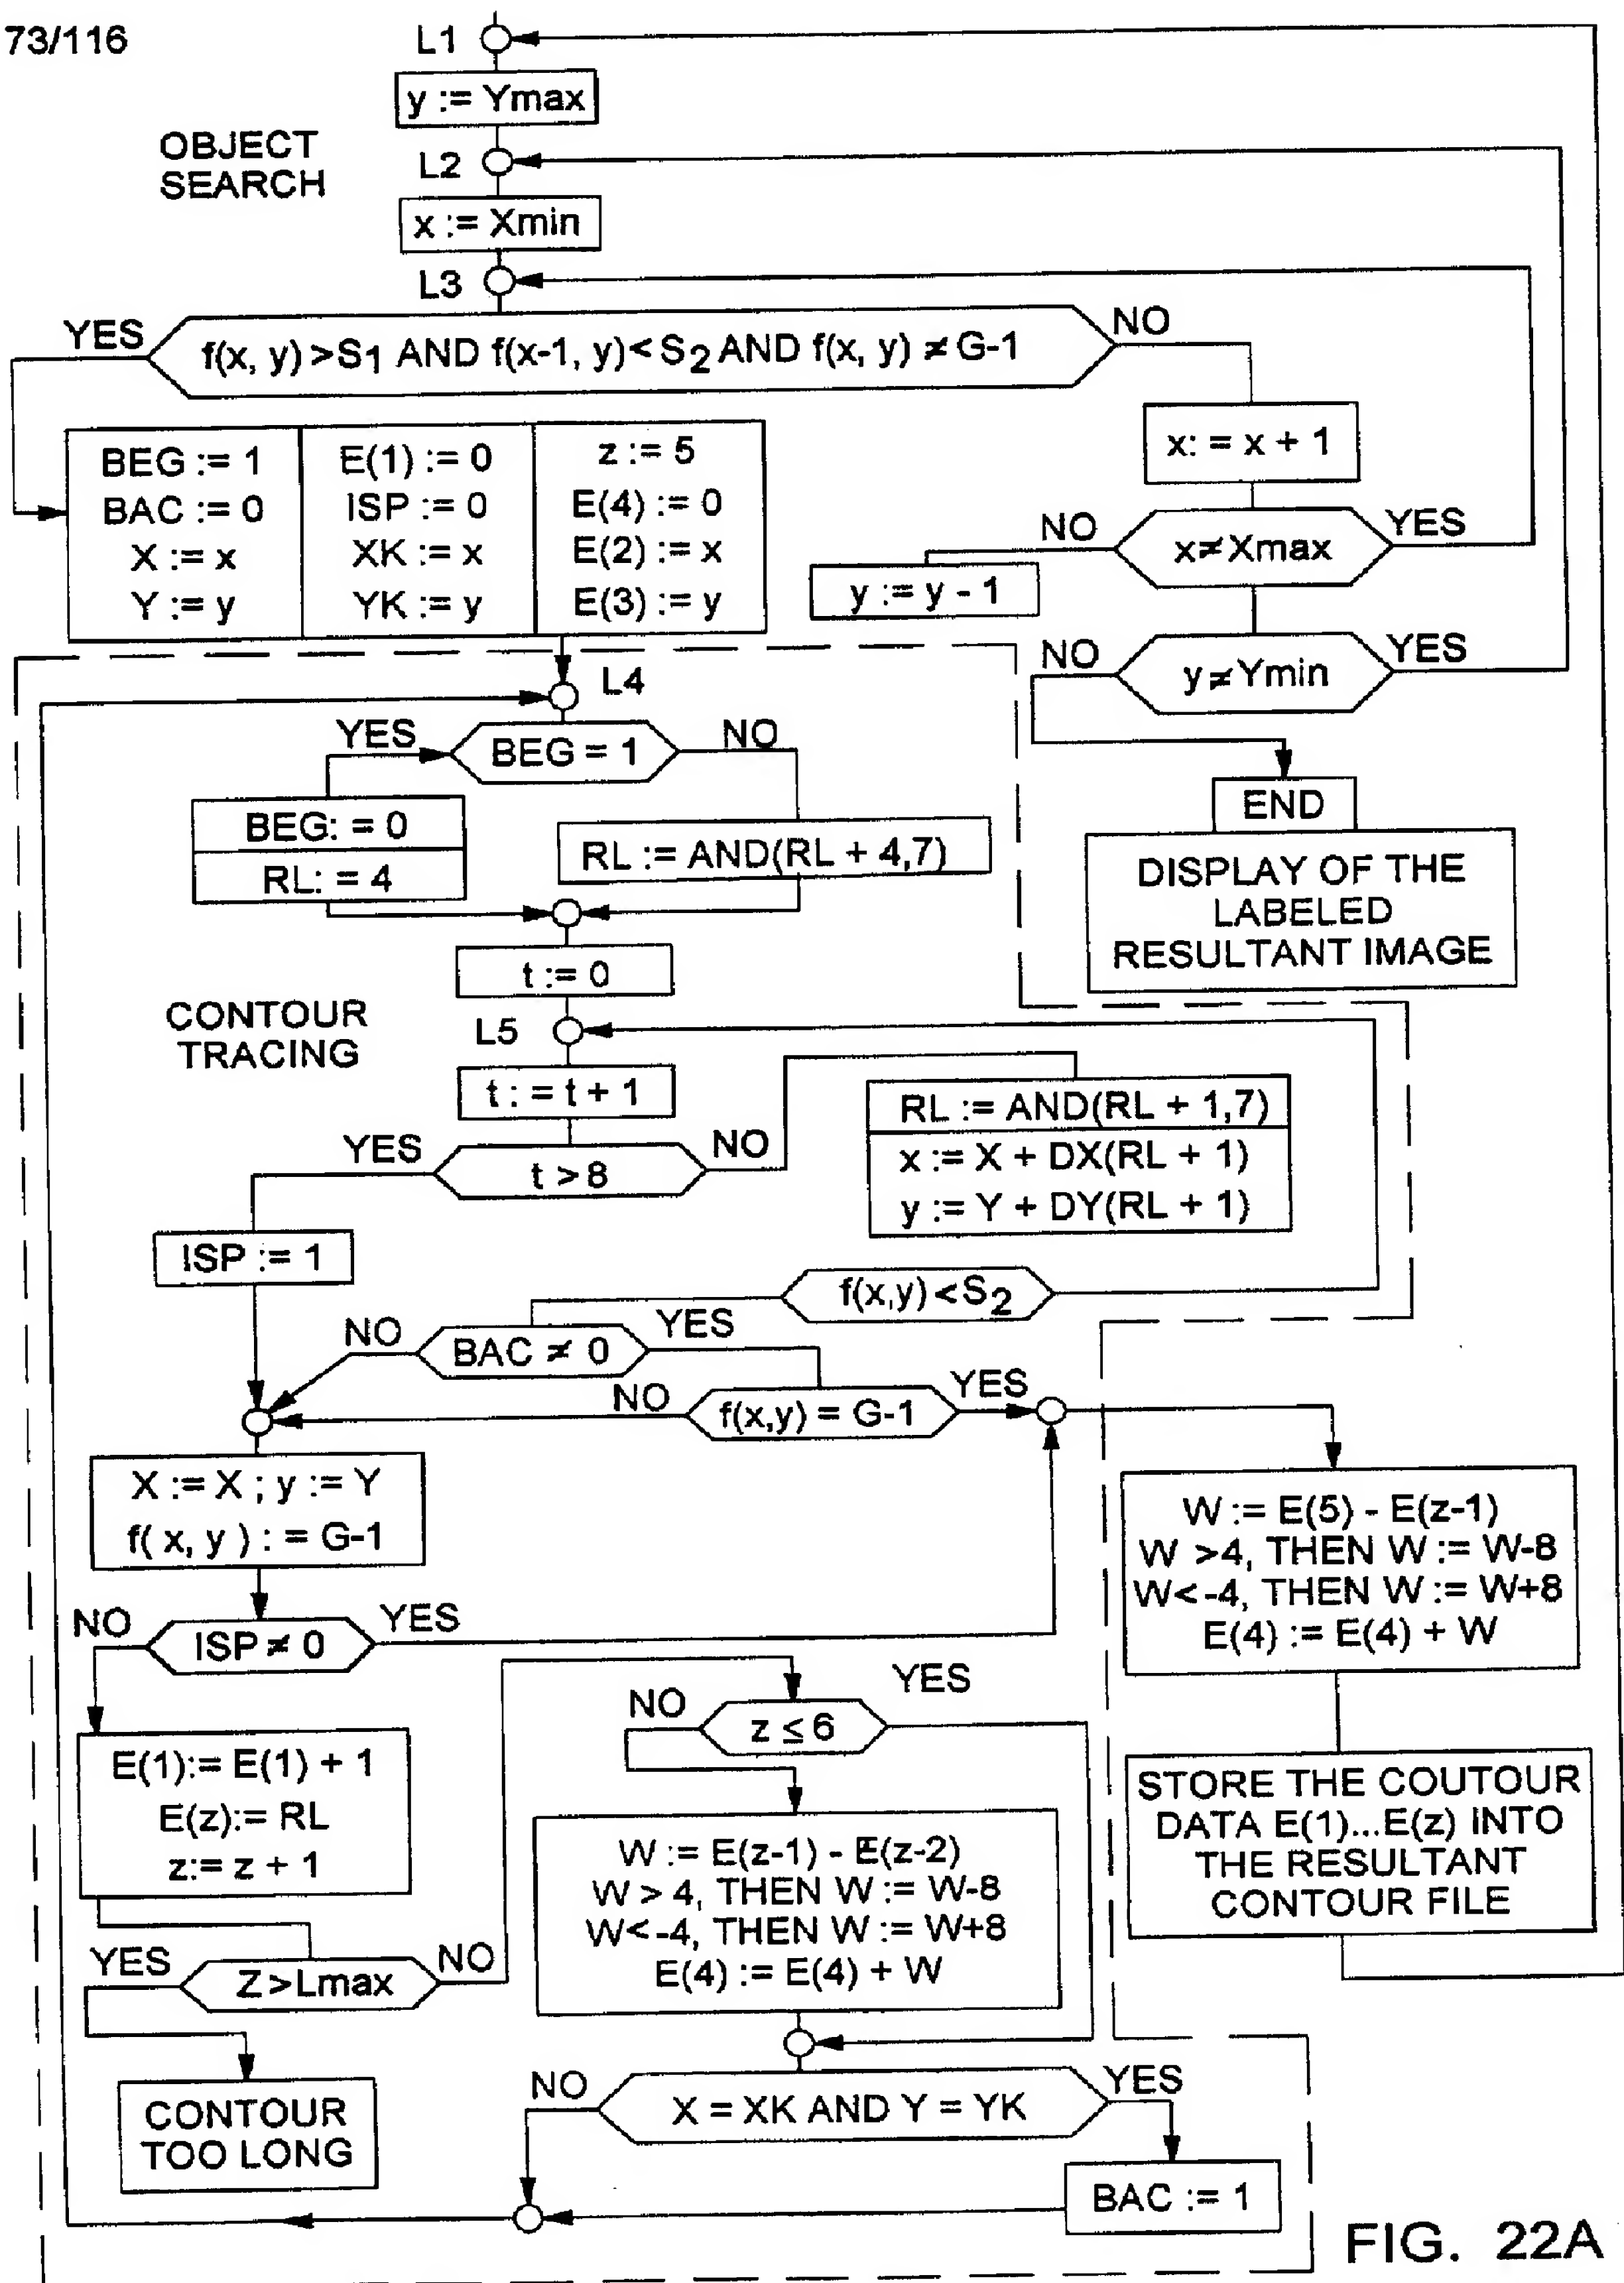 73/116
L1
y := Ymax
OBJECT
SEARCH
L2
x := Xmin
L3
YES
f(x, y) >S1 AND f(x-1, y)< S2 AND f(x, y) ≠ G-1
NO
BEG := 1
BAC := 0
X := x
Y := y
E(1) := 0
ISP := 0
XK := x
YK := y
z := 5
E(4) := 0
E(2) := x
E(3) := y
x: = x + 1
NO
x≠Xmax
YES
y := y - 1
NO
y≠Ymin
YES
END
DISPLAY OF THE
LABELED
RESULTANT IMAGE
L4
YES
BEG = 1
NO
BEG: = 0
RL: = 4
RL := AND(RL + 4,7)
t := 0
CONTOUR
TRACING
L5
t : = t + 1
YES
t > 8
NO
RL := AND(RL + 1,7)
x := X + DX(RL + 1)
y := Y + DY(RL + 1)
ISP := 1
f(x,y) <S2
NO
BAC ≠ 0
YES
NO
f(x,y) = G-1
YES
X := X ; y := Y
f( x, y ) : = G-1
W := E(5) - E(z-1)
W >4, THEN W := W-8
W< -4, THEN W := W+8
E(4) := E(4) + W
NO
ISP ≠ 0
YES
NO
z ≤ 6
YES
E(1):= E(1) + 1
E(z):= RL
z:= z + 1
W := E(z-1) - E(z-2)
W > 4, THEN W := W-8
W< -4, THEN W := W+8
E(4) := E(4) + W
STORE THE COUTOUR
DATA E(1)...E(z) INTO
THE RESULTANT
CONTOUR FILE
YES
Z >Lmax
NO
CONTOUR
TOO LONG
NO
X = XK AND Y = YK
YES
BAC := 1
FIG. 22A